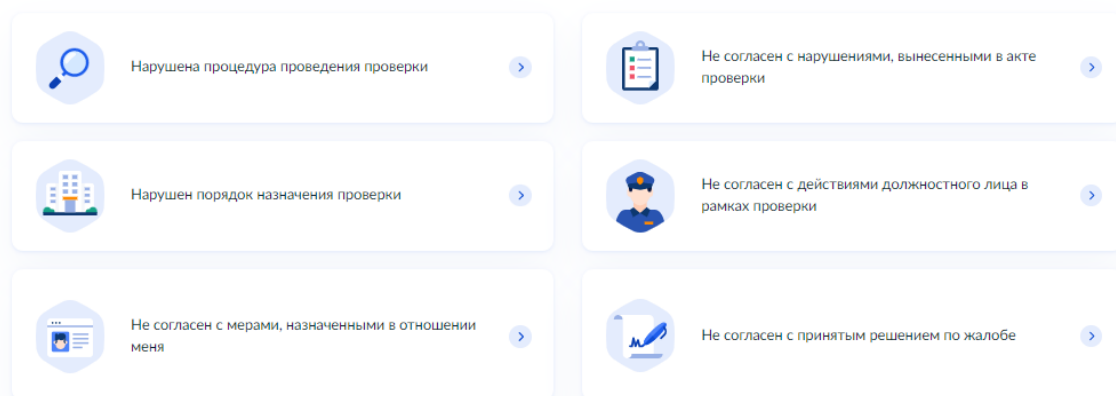 Нарушена процедура проведения проверки
Не согласен с нарушениями, вынесенными в акте
проверки
Нарушен порядок назначения проверки
Не согласен с действиями должностного лица в
рамках проверки
Не согласен с мерами, назначенными в отношении
меня
Не согласен с принятым решением по жалобе